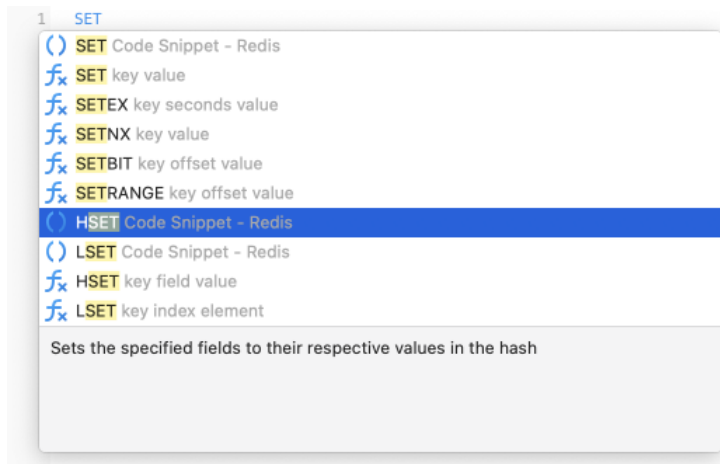 1 SET
SET Code Snippet - Redis
SET key value
SETEX key seconds value
SETNX key value
SETBIT key offset value
SETRANGE key offset value
HSET Code Snippet - Redis
LSET Code Snippet - Redis
HSET key field value
LSET key index element
Sets the specified fields to their respective values in the hash